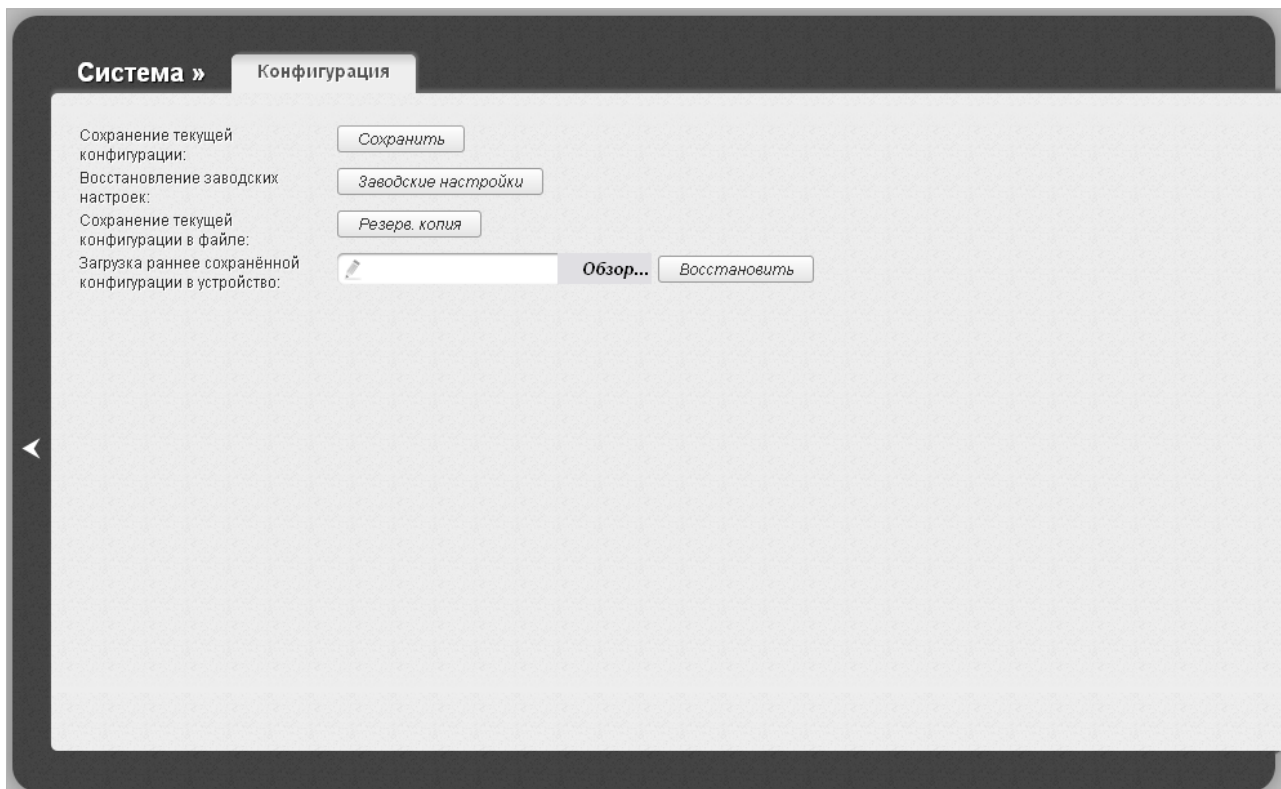 Система » Конфигурация
Сохранение текущей
конфигурации:
Сохранить
Восстановление заводских
настроек:
Заводские настройки
Сохранение текущей
конфигурации в файле:
Резерв. копия
Загрузка раннее сохранённой
конфигурации в устройство:
Обзор... Восстановить